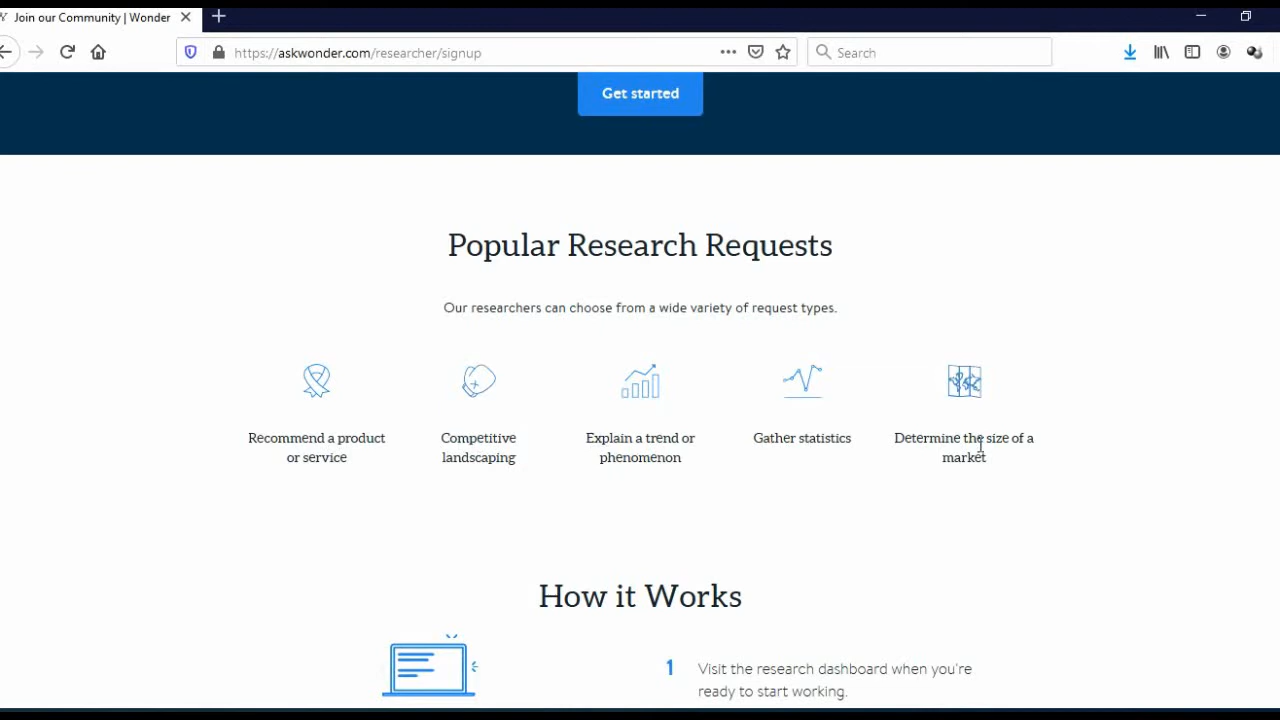 Join our Community | Wonder
https://askwonder.com/researcher/signup
Search
Get started
Popular Research Requests
Our researchers can choose from a wide variety of request types.
Recommend a product
or service
Competitive
landscaping
Explain a trend or
phenomenon
Gather statistics
Determine the size of a
market
How it Works
1
Visit the research dashboard when you're
ready to start working.